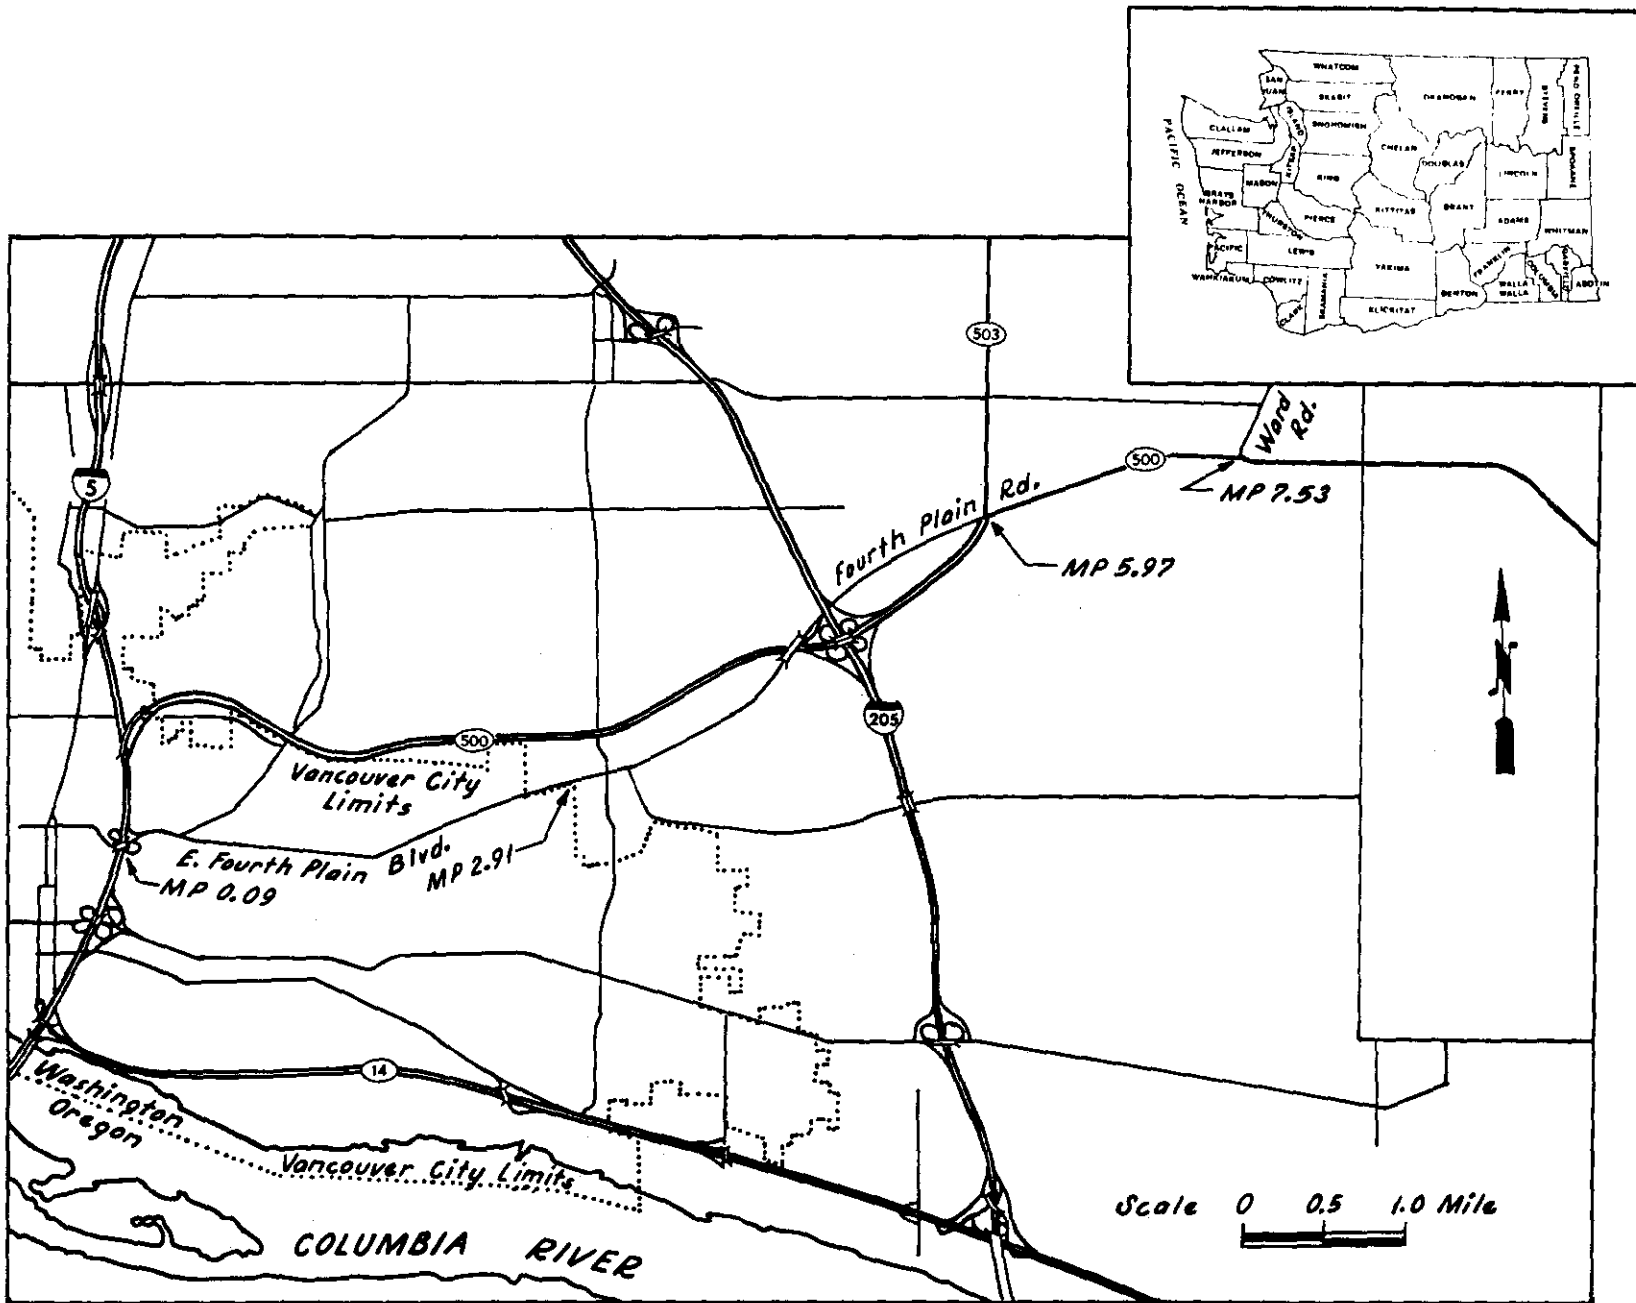 WHATCOM
SAN
JUAN
SKAGIT
OKANOGAN
FERRY
STEVENS
PEND OREILLE
ISLAND
SNOHOMISH
CLALLAM
CHELAN
JEFFERSON
DOUGLAS
SPOKANE
LINCOLN
MASON
KING
GRAYS
HARBOR
KITTITAS
GRANT
ADAMS
THURSTON
PIERCE
WHITMAN
PACIFIC
LEWIS
YAKIMA
FRANKLIN
COLUMBIA
GARFIELD
ASOTIN
WAHKIAKUM
COWLITZ
SKAMANIA
BENTON
WALLA
WALLA
CLARK
KLICKITAT
PACIFIC OCEAN
503
Ward
Rd.
5
500
MP 7.53
Fourth Plain Rd.
MP 5.97
N
205
500
Vancouver City
Limits
E. Fourth Plain Blvd.
MP 2.91
MP 0.09
14
Washington
Oregon
Vancouver City Limits
COLUMBIA RIVER
Scale 0 0.5 1.0 Mile